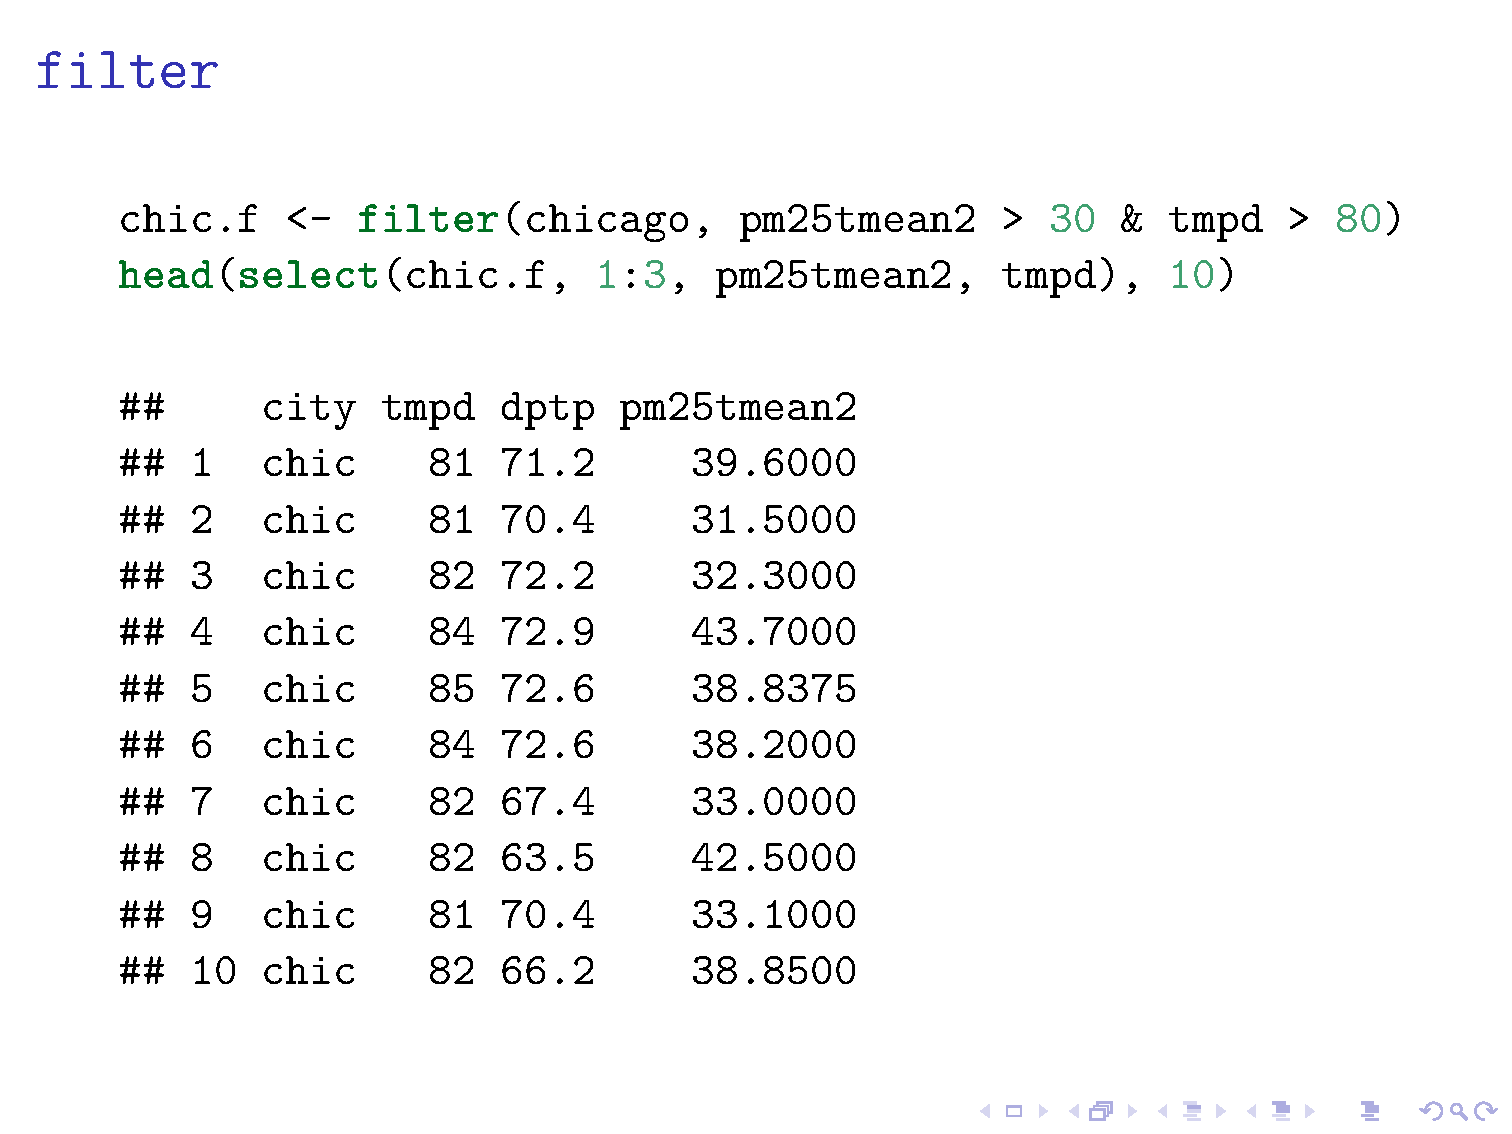 filter
chic.f <- filter(chicago, pm25tmean2 > 30 & tmpd > 80)
head(select(chic.f, 1:3, pm25tmean2, tmpd), 10)
##    city tmpd dptp pm25tmean2
## 1  chic   81 71.2    39.6000
## 2  chic   81 70.4    31.5000
## 3  chic   82 72.2    32.3000
## 4  chic   84 72.9    43.7000
## 5  chic   85 72.6    38.8375
## 6  chic   84 72.6    38.2000
## 7  chic   82 67.4    33.0000
## 8  chic   82 63.5    42.5000
## 9  chic   81 70.4    33.1000
## 10 chic   82 66.2    38.8500